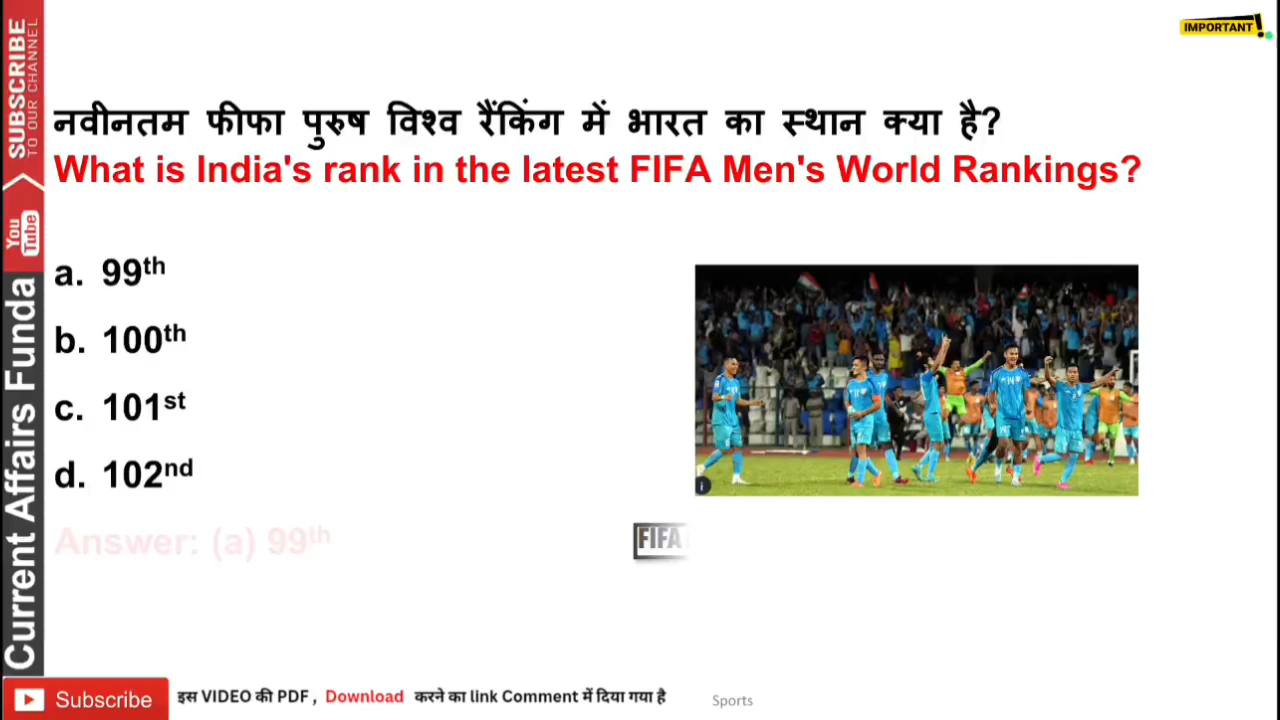 IMPORTANT!
नवीनतम फीफा पुरुष विश्व रैंकिंग में भारत का स्थान क्या है?
What is India's rank in the latest FIFA Men's World Rankings?
a. 99th
b. 100th
c. 101st
d. 102nd
Answer: (a) 99th
FIFA
SUBSCRIBE
TO OUR CHANNEL
You
Tube
Current Affairs Funda
Subscribe
इस VIDEO की PDF , Download करने का link Comment में दिया गया है
Sports